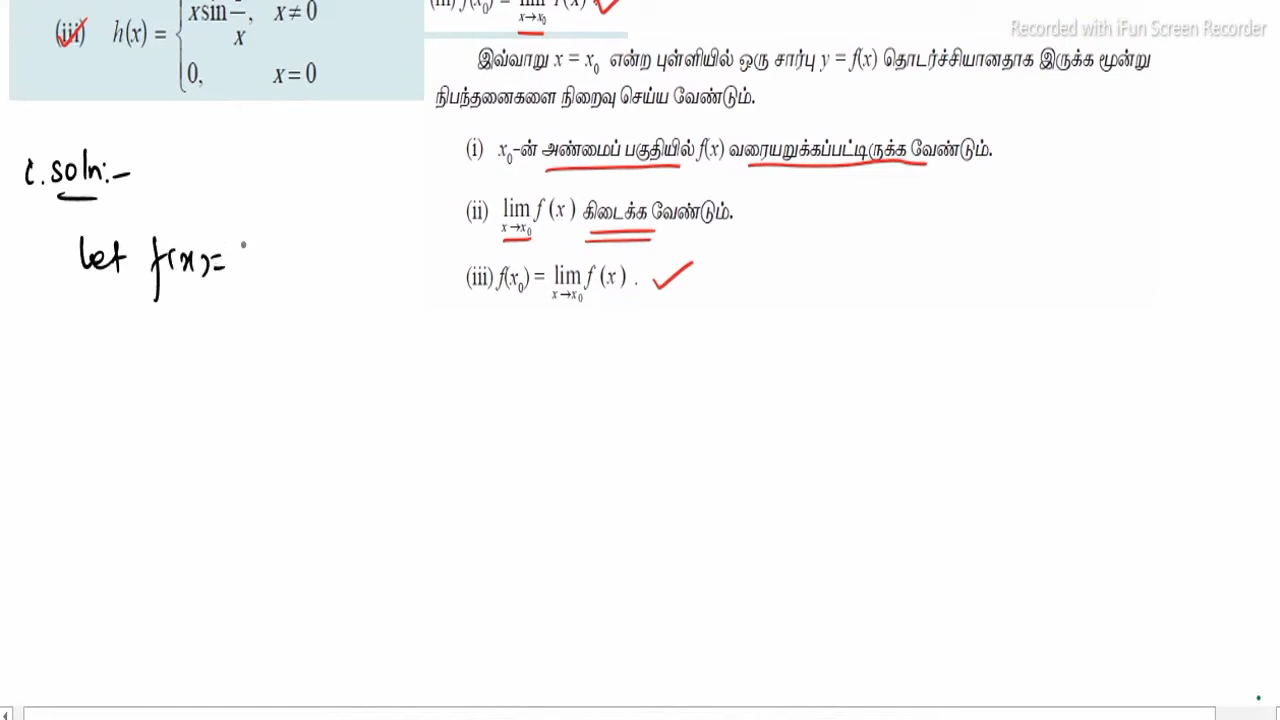 (iii) h(x) = { x sin 1/x, x ≠ 0
0, x = 0
(iii) f(x₀) = lim x→x₀ f(x)
Recorded with iFun Screen Recorder
இவ்வாறு x = x₀ என்ற புள்ளியில் ஒரு சார்பு y = f(x) தொடர்ச்சியானதாக இருக்க மூன்று
நிபந்தனைகளை நிறைவு செய்ய வேண்டும்.
(i) x₀-ன் அண்மைப் பகுதியில் f(x) வரையறுக்கப்பட்டிருக்க வேண்டும்.
(ii) lim x→x₀ f (x) கிடைக்க வேண்டும்.
(iii) f(x₀) = lim x→x₀ f (x) .
soln:-
let f(x)=